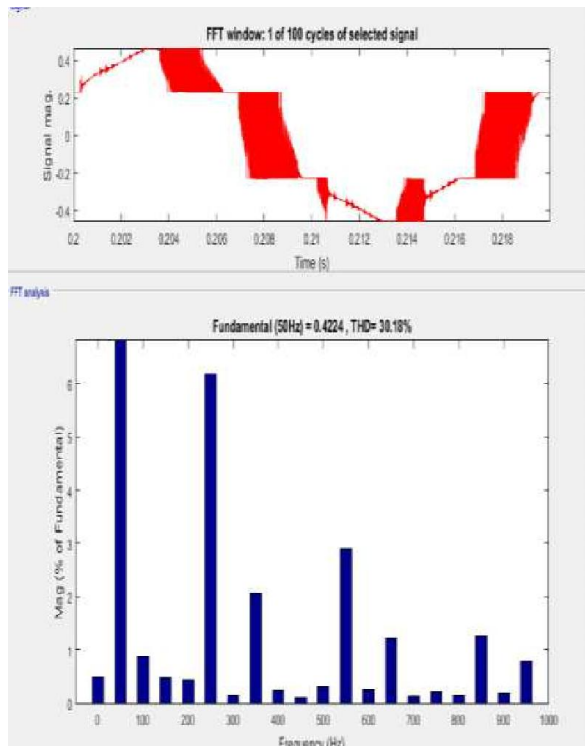 FFT window: 1 of 100 cycles of selected signal
Signal mag.
0.4
0.2
0
-0.2
-0.4
0.2 0.202 0.204 0.206 0.208 0.21 0.212 0.214 0.216 0.218
Time (s)
FFT analysis
Fundamental (50Hz) = 0.4224 , THD= 30.18%
Mag (% of Fundamental)
6
5
4
3
2
1
0
0 100 200 300 400 500 600 700 800 900 1000
Frequency (Hz)